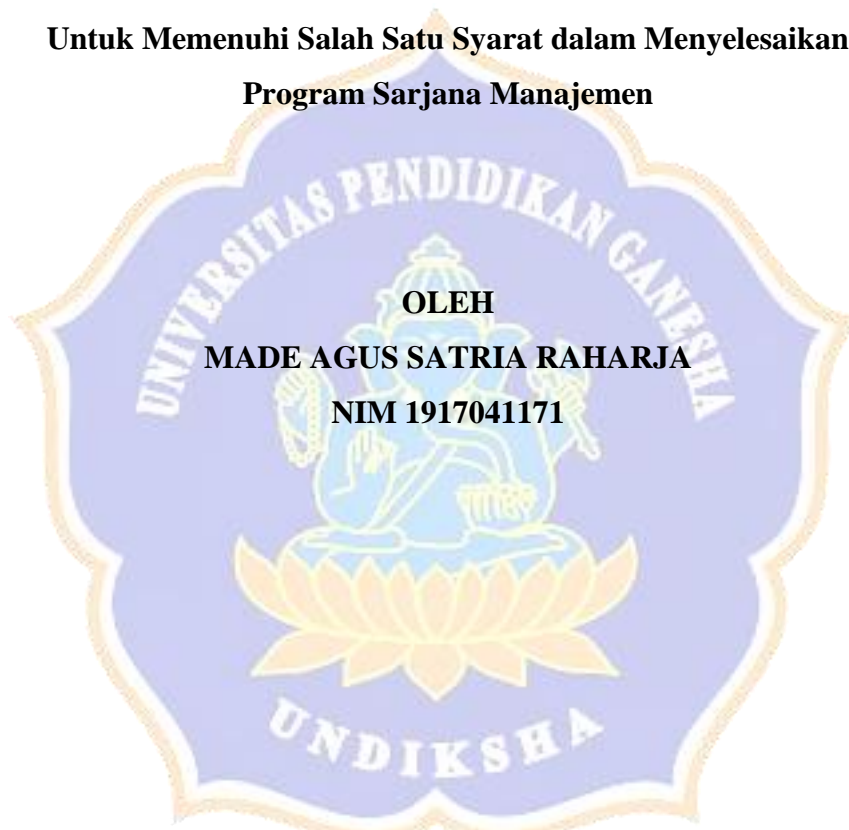 Untuk Memenuhi Salah Satu Syarat dalam Menyelesaikan
Program Sarjana Manajemen
UNIVERSITAS PENDIDIKAN GANESHA
OLEH
MADE AGUS SATRIA RAHARJA
NIM 1917041171
UNDIKSHA